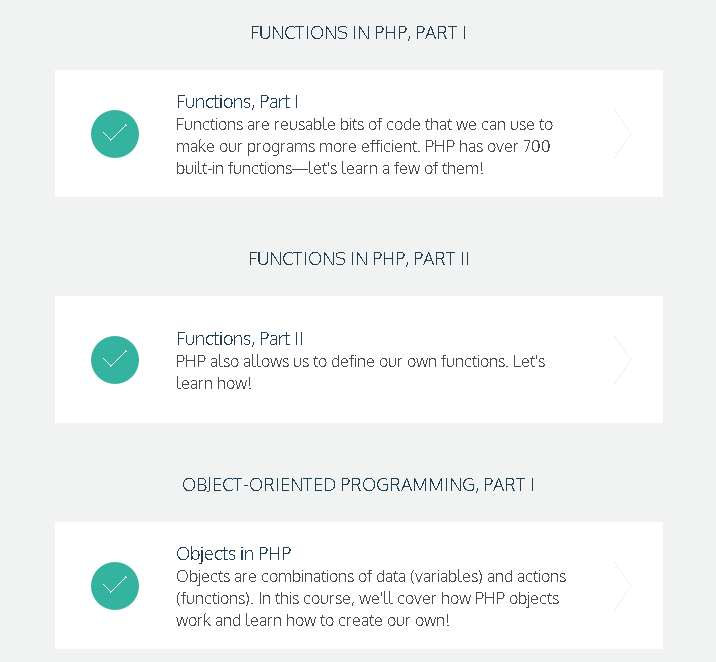 FUNCTIONS IN PHP, PART I
Functions, Part I
Functions are reusable bits of code that we can use to
make our programs more efficient. PHP has over 700
built-in functions—let's learn a few of them!
FUNCTIONS IN PHP, PART II
Functions, Part II
PHP also allows us to define our own functions. Let's
learn how!
OBJECT-ORIENTED PROGRAMMING, PART I
Objects in PHP
Objects are combinations of data (variables) and actions
(functions). In this course, we'll cover how PHP objects
work and learn how to create our own!